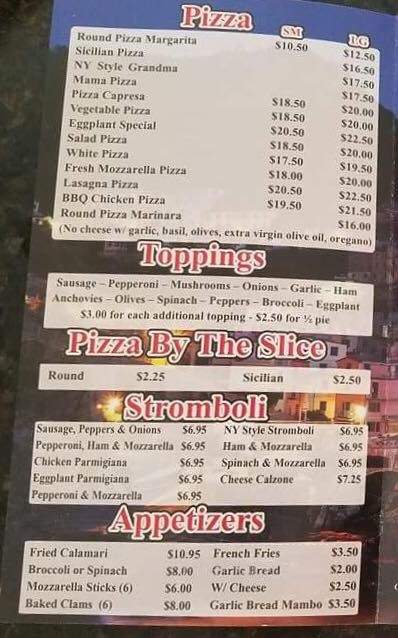 Pizza
SM LG
Round Pizza Margarita $10.50 $12.50
Sicilian Pizza $16.50
NY Style Grandma $17.50
Mama Pizza $17.50
Pizza Capresa $18.50 $20.00
Vegetable Pizza $18.50 $20.00
Eggplant Special $20.50 $22.50
Salad Pizza $18.50 $20.00
White Pizza $17.50 $19.50
Fresh Mozzarella Pizza $18.00 $20.00
Lasagna Pizza $20.50 $22.50
BBQ Chicken Pizza $19.50 $21.50
Round Pizza Marinara $16.00
(No cheese w/ garlic, basil, olives, extra virgin olive oil, oregano)
Toppings
Sausage – Pepperoni – Mushrooms – Onions – Garlic – Ham
Anchovies – Olives – Spinach – Peppers – Broccoli – Eggplant
$3.00 for each additional topping - $2.50 for ½ pie
Pizza By The Slice
Round $2.25 Sicilian $2.50
Stromboli
Sausage, Peppers & Onions $6.95 NY Style Stromboli $6.95
Pepperoni, Ham & Mozzarella $6.95 Ham & Mozzarella $6.95
Chicken Parmigiana $6.95 Spinach & Mozzarella $6.95
Eggplant Parmigiana $6.95 Cheese Calzone $7.25
Pepperoni & Mozzarella $6.95
Appetizers
Fried Calamari $10.95 French Fries $3.50
Broccoli or Spinach $8.00 Garlic Bread $2.00
Mozzarella Sticks (6) $6.00 W/ Cheese $2.50
Baked Clams (6) $8.00 Garlic Bread Mambo $3.50